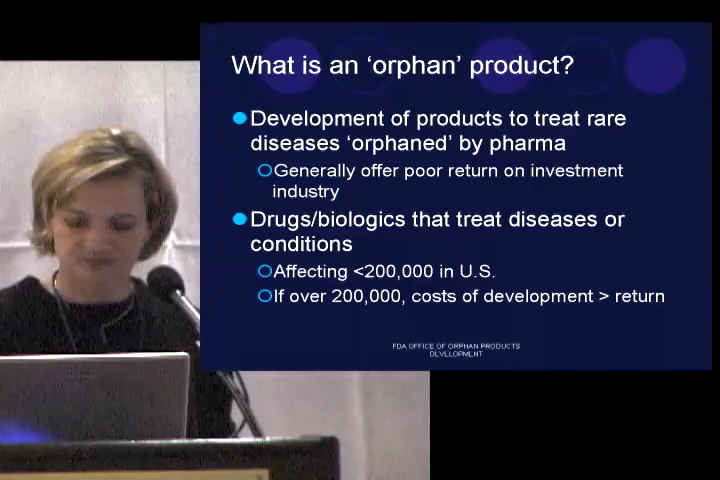 What is an ‘orphan’ product?
Development of products to treat rare
diseases ‘orphaned’ by pharma
Generally offer poor return on investment
industry
Drugs/biologics that treat diseases or
conditions
Affecting <200,000 in U.S.
If over 200,000, costs of development > return
FDA OFFICE OF ORPHAN PRODUCTS
DEVELOPMENT